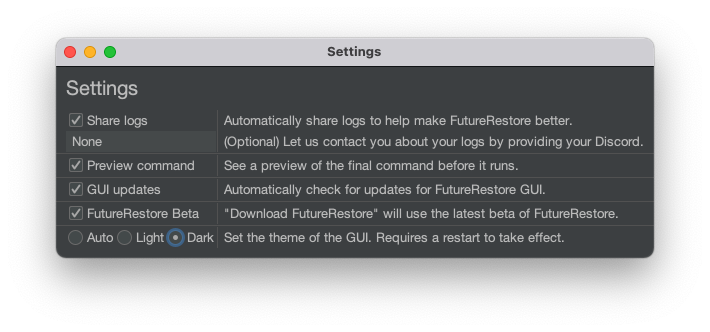 Settings
Settings
Share logs Automatically share logs to help make FutureRestore better.
None (Optional) Let us contact you about your logs by providing your Discord.
Preview command See a preview of the final command before it runs.
GUI updates Automatically check for updates for FutureRestore GUI.
FutureRestore Beta "Download FutureRestore" will use the latest beta of FutureRestore.
Auto Light Dark Set the theme of the GUI. Requires a restart to take effect.